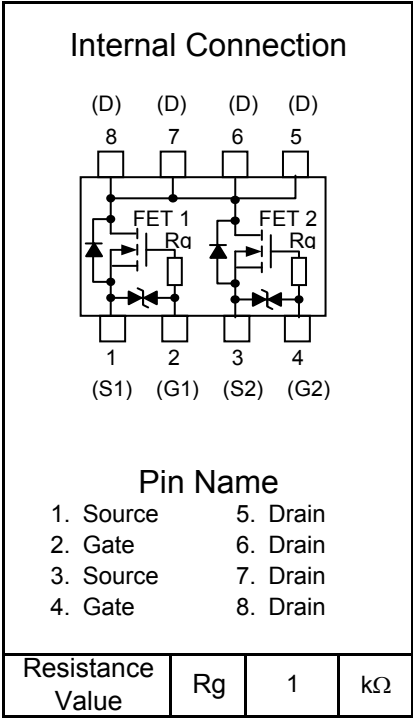 Internal Connection
(D) (D) (D) (D)
8 7 6 5
FET 1 FET 2
Rg Rg
1 2 3 4
(S1) (G1) (S2) (G2)
Pin Name
1. Source 5. Drain
2. Gate 6. Drain
3. Source 7. Drain
4. Gate 8. Drain
Resistance Value Rg 1 kΩ